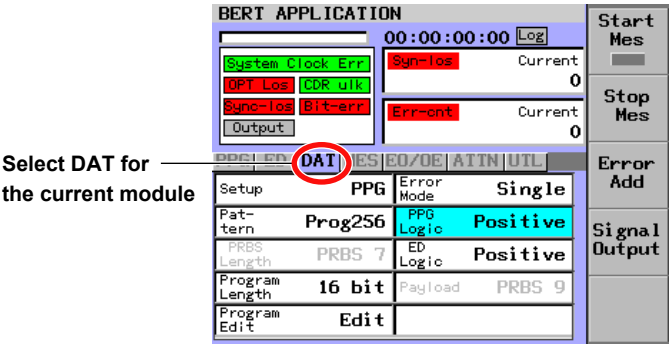 BERT APPLICATION
00:00:00:00 Log
System Clock Err
OPT Los CDR ulk
Sync-los Bit-err
Output
Syn-los Current
0
Err-cnt Current
0
Start
Mes
Stop
Mes
Error
Add
Signal
Output
Select DAT for
the current module
PPG ED DAT MES EO/OE ATTN UTL
Setup PPG
Error
Mode Single
Pat-
tern Prog256
PPG
Logic Positive
PRBS
Length PRBS 7
ED
Logic Positive
Program
Length 16 bit
Payload PRBS 9
Program
Edit Edit